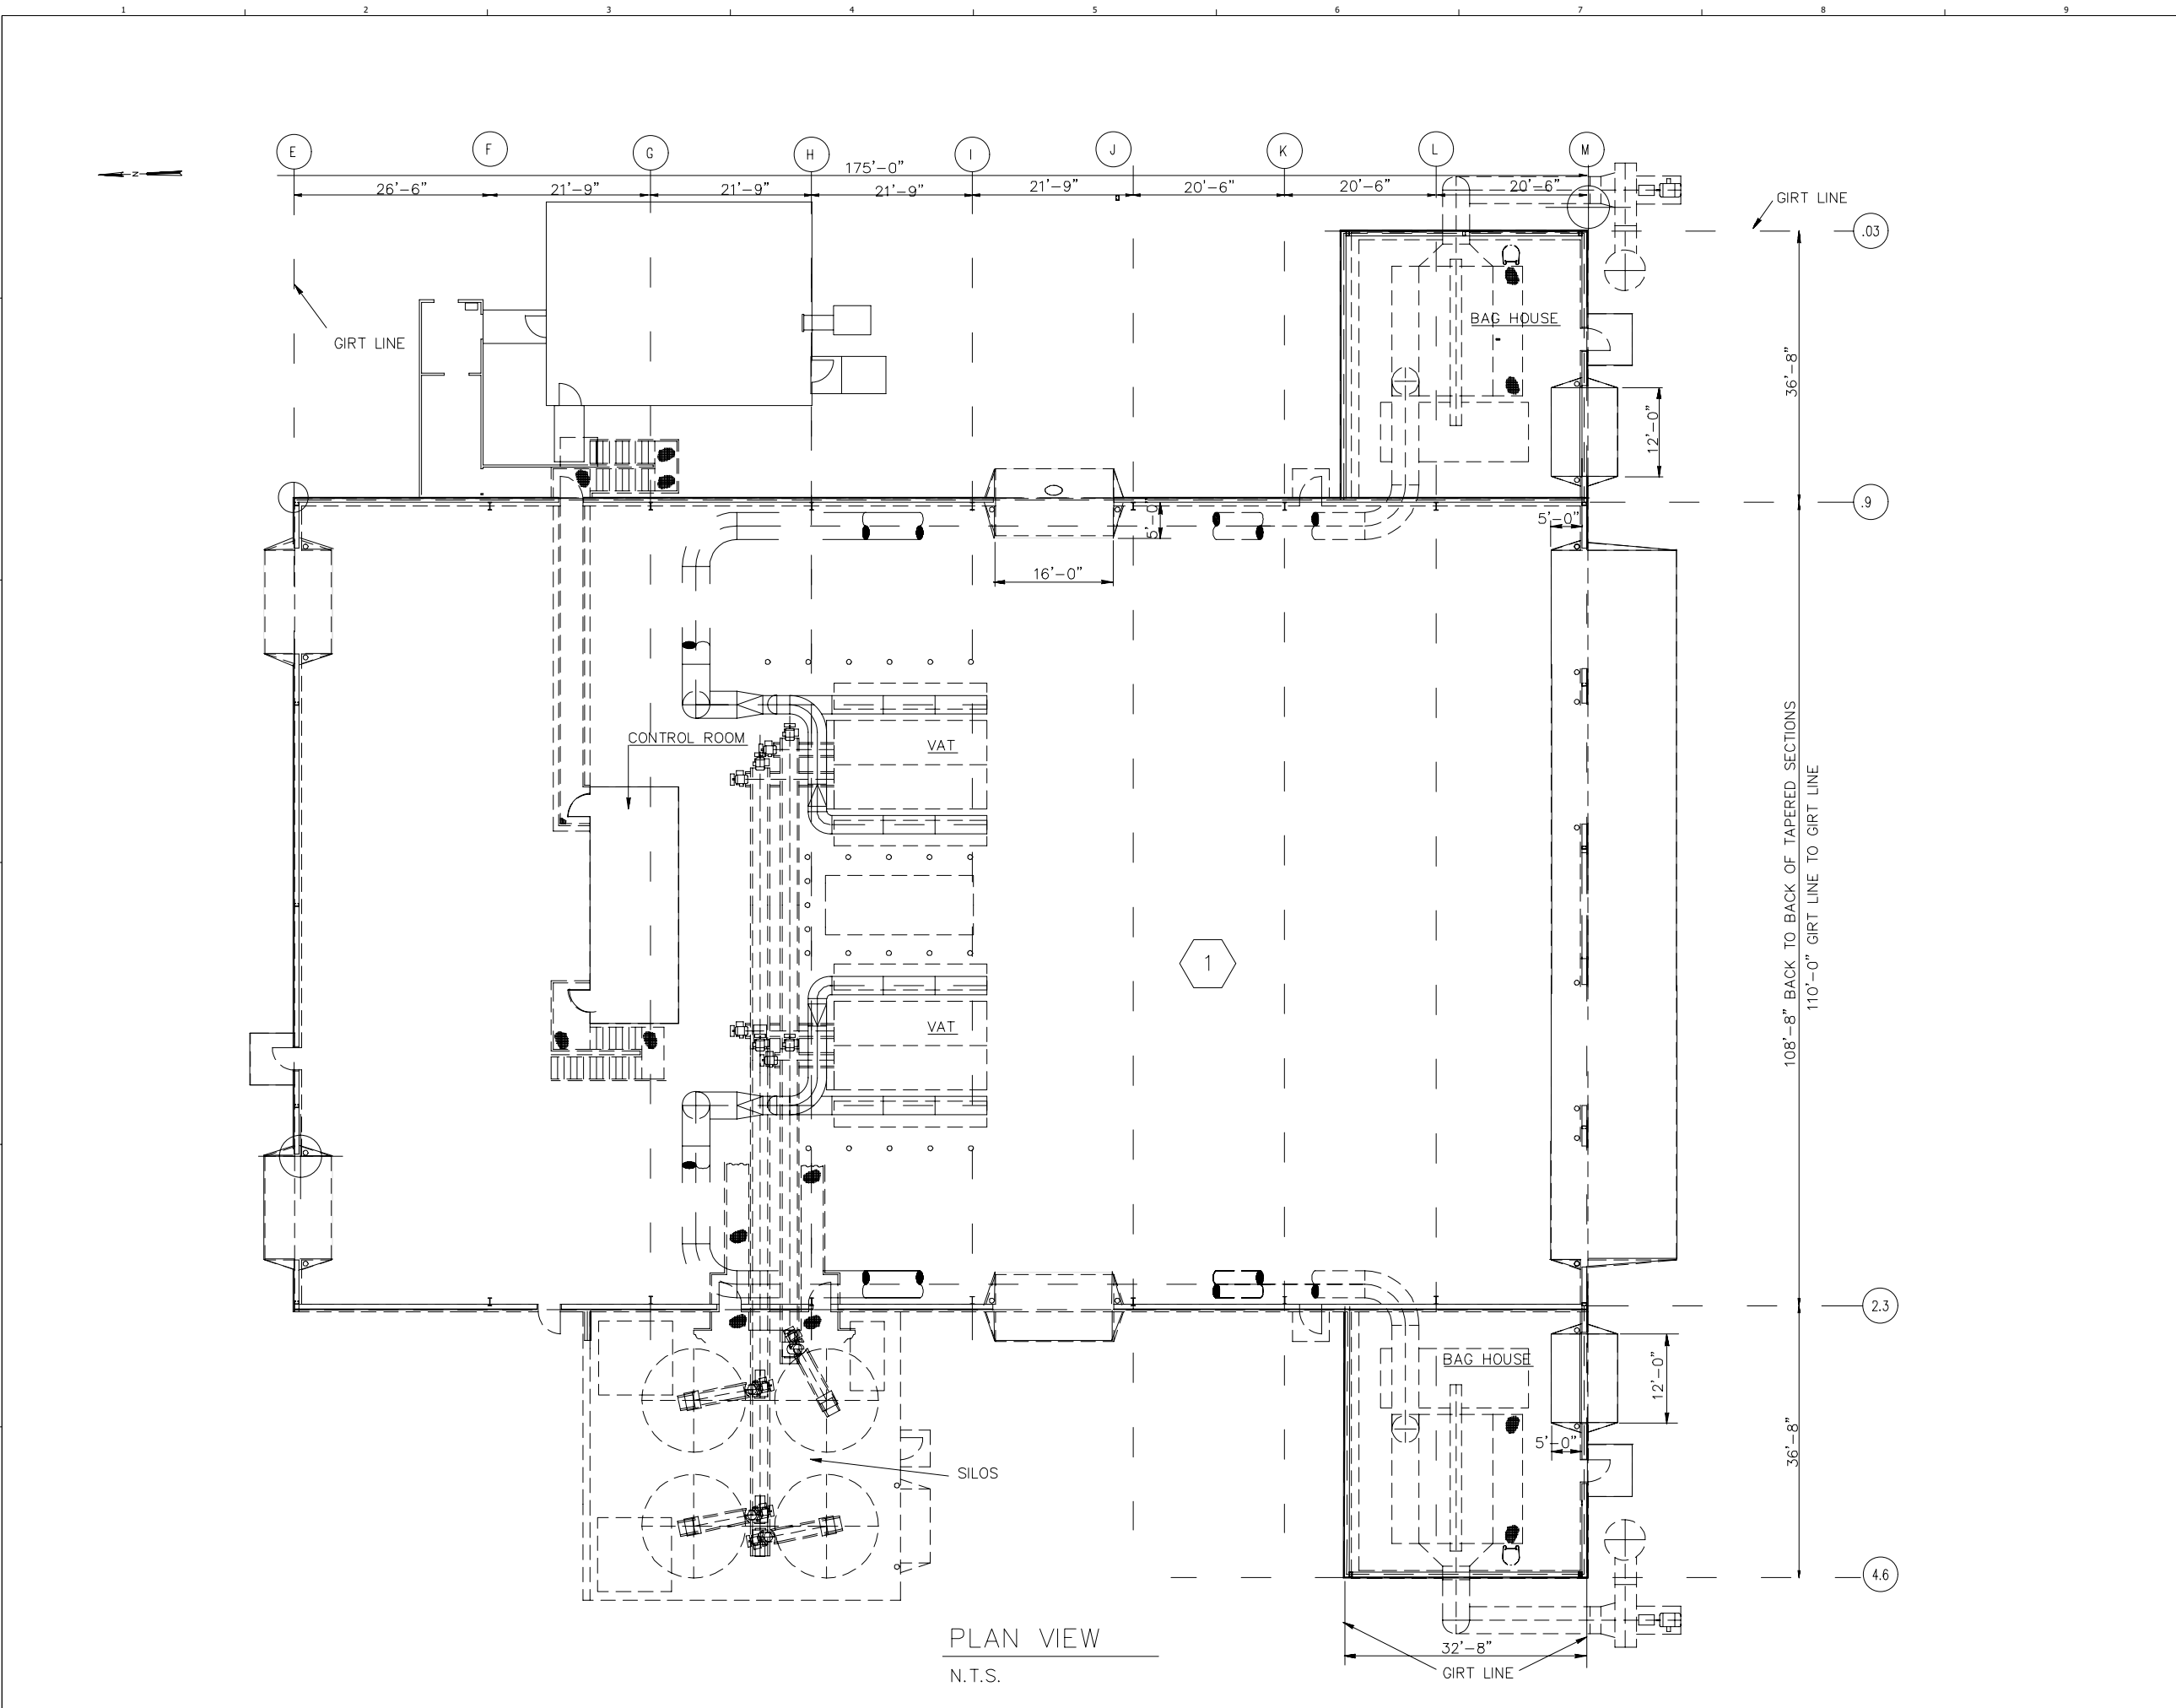 1 2 3 4 5 6 7 8 9
E F G H I J K L M
N
175'-0"
26'-6" 21'-9" 21'-9" 21'-9" 21'-9" 20'-6" 20'-6" 20'-6"
GIRT LINE
.03
GIRT LINE
BAG HOUSE
36'-8"
12'-0"
.9
5'-0"
5'-0"
16'-0"
CONTROL ROOM
VAT
108'-8" BACK TO BACK OF TAPERED SECTIONS
110'-0" GIRT LINE TO GIRT LINE
1
VAT
2.3
BAG HOUSE
12'-0"
36'-8"
5'-0"
SILOS
4.6
PLAN VIEW
32'-8"
N.T.S.
GIRT LINE